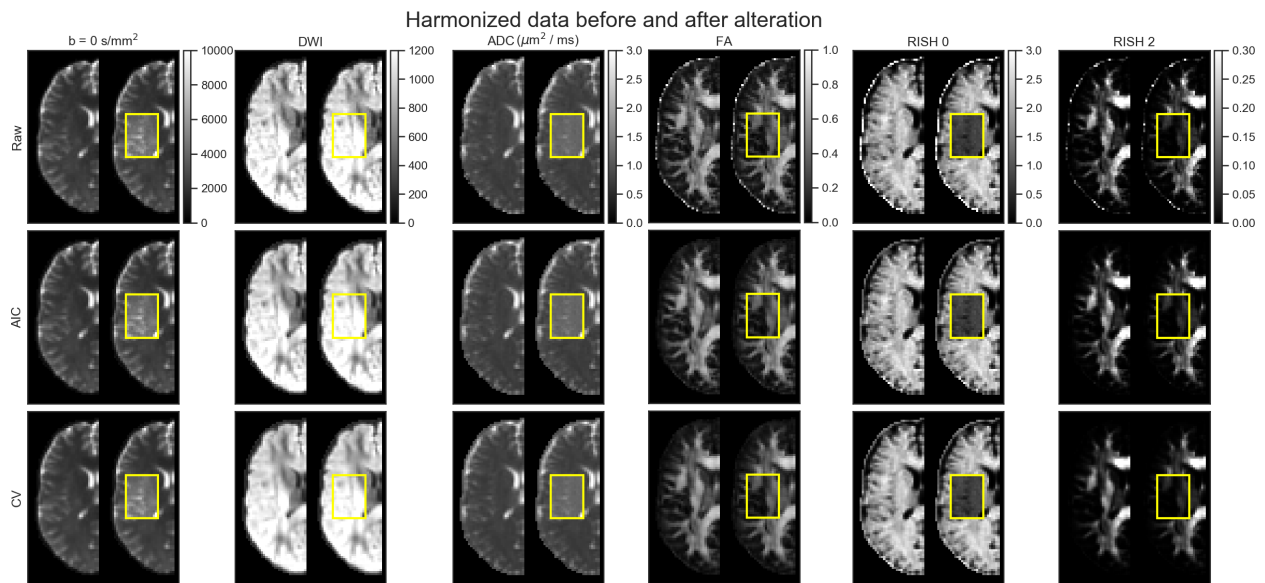 Harmonized data before and after alteration
b = 0 s/mm² DWI ADC (μm² / ms) FA RISH 0 RISH 2
10000 1200 3.0 1.0 3.0 0.30
8000 1000 2.5 0.8 2.5 0.25
6000 800 2.0 0.6 2.0 0.20
4000 600 1.5 0.4 1.5 0.15
2000 400 1.0 0.2 1.0 0.10
0 200 0.5 0.0 0.5 0.05
0 0.0 0.0 0.00
Raw
AIC
CV